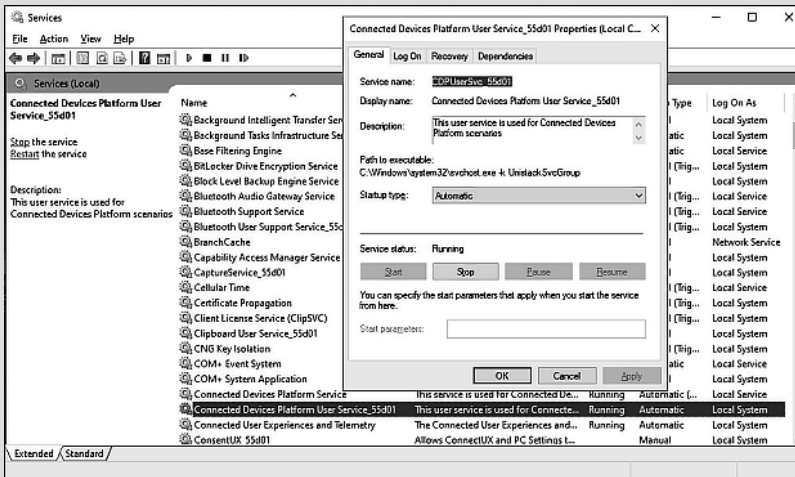 Services
File Action View Help
Services (Local)
Connected Devices Platform User
Service_55d01
Stop the service
Restart the service
Description:
This user service is used for
Connected Devices Platform scenarios
Name
Background Intelligent Transfer Ser
Background Tasks Infrastructure Se
Base Filtering Engine
BitLocker Drive Encryption Service
Block Level Backup Engine Service
Bluetooth Audio Gateway Service
Bluetooth Support Service
Bluetooth User Support Service_55d
BranchCache
Capability Access Manager Service
CaptureService_55d01
Cellular Time
Certificate Propagation
Client License Service (ClipSVC)
Clipboard User Service_55d01
CNG Key Isolation
COM+ Event System
COM+ System Application
Connected Devices Platform Service This service is used for Connected De... Running Automatic (... Local Service
Connected Devices Platform User Service_55d01 This user service is used for Connecte... Running Automatic Local System
Connected User Experiences and Telemetry The Connected User Experiences and... Running Automatic Local System
ConsentUX_55d01 Allows ConnectUX and PC Settings t... Manual Local System
Extended Standard
Connected Devices Platform User Service_55d01 Properties (Local C...
General Log On Recovery Dependencies
Service name: CDPUserSvc_55d01
Display name: Connected Devices Platform User Service_55d01
Description: This user service is used for Connected Devices
Platform scenarios
Path to executable:
C:\Windows\system32\svchost.exe -k UnistackSvcGroup
Startup type: Automatic
Service status: Running
Start Stop Pause Resume
You can specify the start parameters that apply when you start the service
from here.
Start parameters:
OK Cancel Apply
Type Log On As
Local System
atic Local System
atic Local Service
l (Trig... Local System
l Local System
l (Trig... Local Service
l (Trig... Local Service
l (Trig... Local System
l Network Service
l Local System
l Local System
l (Trig... Local Service
l (Trig... Local System
l (Trig... Local System
l Local System
l (Trig... Local System
atic Local Service
l Local System